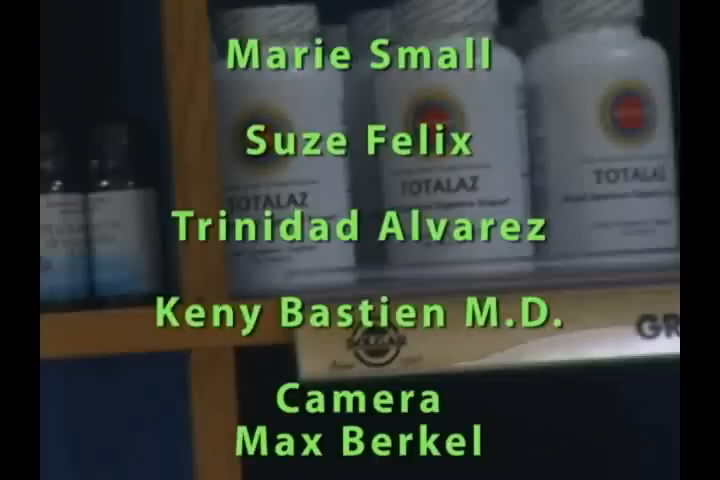 Marie Small
Suze Felix
Trinidad Alvarez
Keny Bastien M.D.
Camera
Max Berkel
TOTALAZ
TOTALAZ
TOTALAZ
SOLGAR
GR